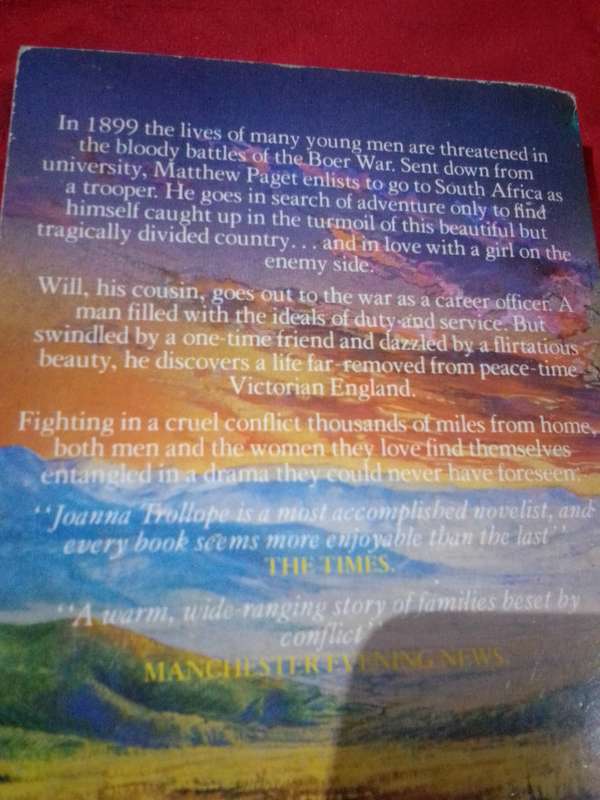 In 1899 the lives of many young men are threatened in
the bloody battles of the Boer War. Sent down from
university, Matthew Paget enlists to go to South Africa as
a trooper. He goes in search of adventure only to find
himself caught up in the turmoil of this beautiful but
tragically divided country... and in love with a girl on the
enemy side.
Will, his cousin, goes out to the war as a career officer. A
man filled with the ideals of duty and service. But
swindled by a one-time friend and dazzled by a flirtatious
beauty, he discovers a life far removed from peace-time
Victorian England.
Fighting in a cruel conflict thousands of miles from home,
both men and the women they love find themselves
entangled in a drama they could never have foreseen.
"Joanna Trollope is a most accomplished novelist, and
every book seems more enjoyable than the last"
THE TIMES.
"A warm, wide-ranging story of families beset by
conflict"
MANCHESTER EVENING NEWS.